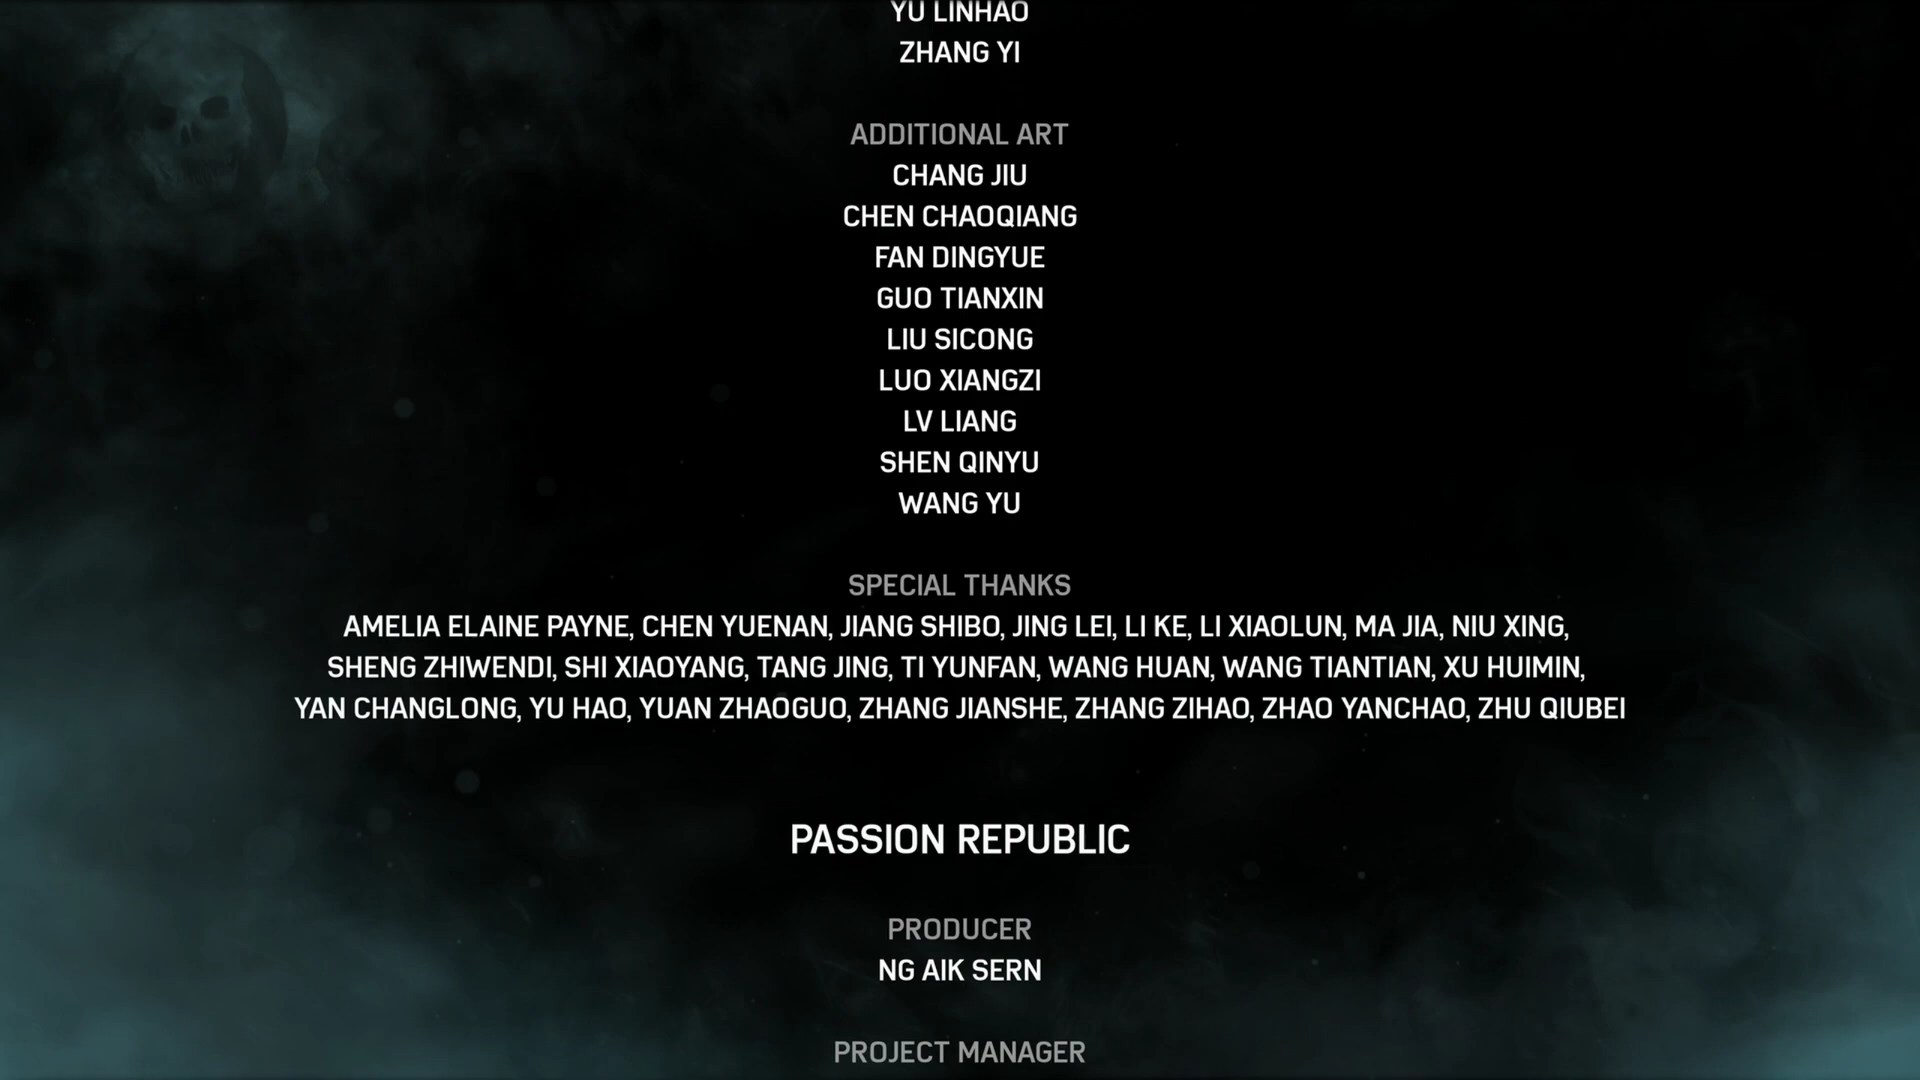 YU LINHAO
ZHANG YI
ADDITIONAL ART
CHANG JIU
CHEN CHAOQIANG
FAN DINGYUE
GUO TIANXIN
LIU SICONG
LUO XIANGZI
LV LIANG
SHEN QINYU
WANG YU
SPECIAL THANKS
AMELIA ELAINE PAYNE, CHEN YUENAN, JIANG SHIBO, JING LEI, LI KE, LI XIAOLUN, MA JIA, NIU XING,
SHENG ZHIWENDI, SHI XIAOYANG, TANG JING, TI YUNFAN, WANG HUAN, WANG TIANTIAN, XU HUIMIN,
YAN CHANGLONG, YU HAO, YUAN ZHAOGUO, ZHANG JIANSHE, ZHANG ZIHAO, ZHAO YANCHAO, ZHU QIUBEI
PASSION REPUBLIC
PRODUCER
NG AIK SERN
PROJECT MANAGER